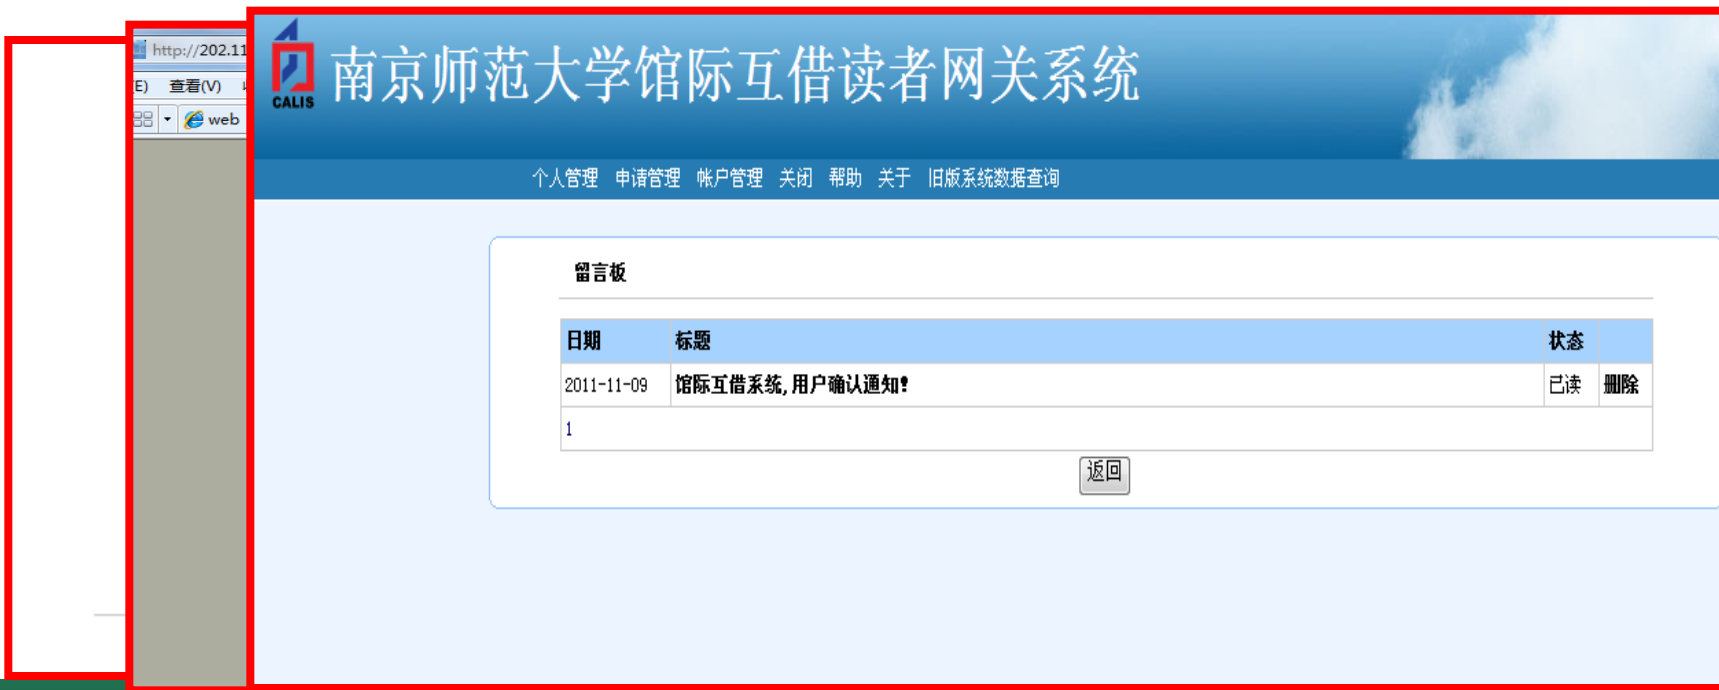 http://202.11
E) 查看(V)
web
CALIS
南京师范大学馆际互借读者网关系统
个人管理 申请管理 帐户管理 关闭 帮助 关于 旧版系统数据查询
留言板
日期 标题 状态
2011-11-09 馆际互借系统,用户确认通知! 已读 删除
1
返回